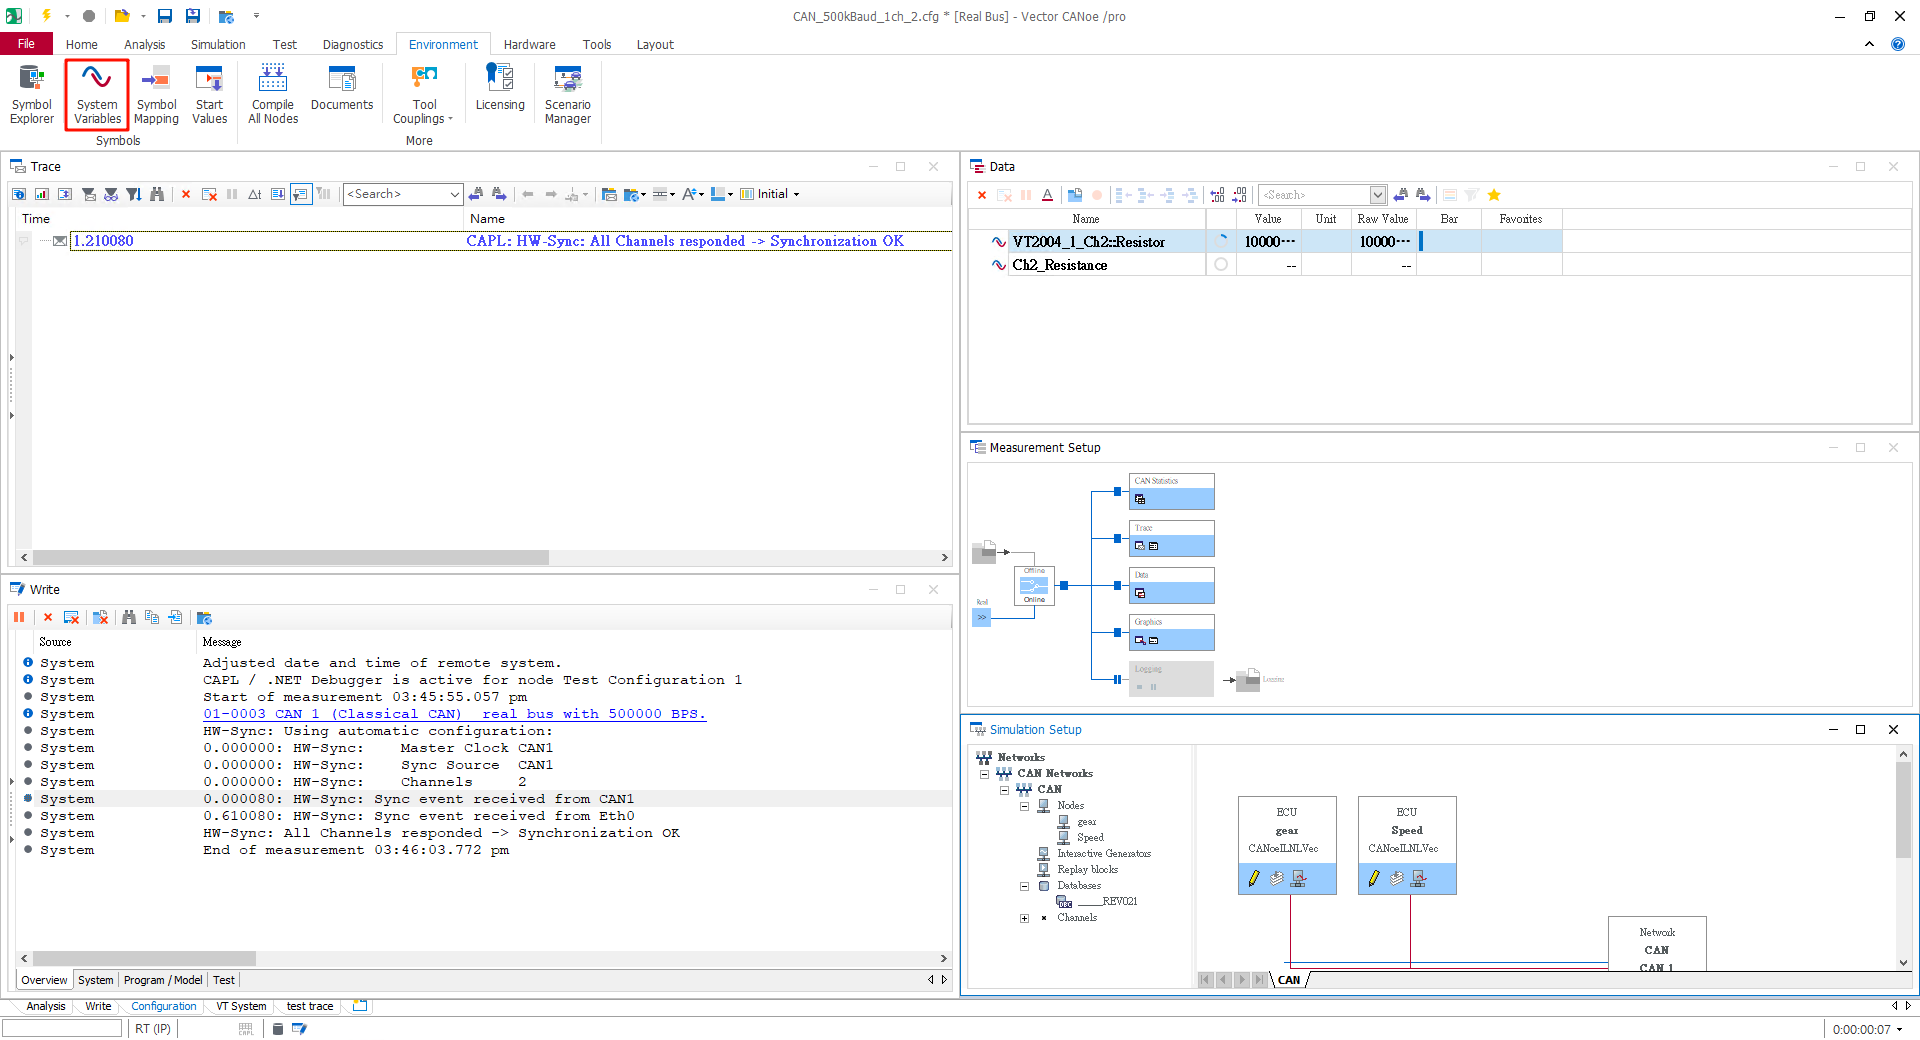 CAN_500kBaud_1ch_2.cfg * [Real Bus] - Vector CANoe /pro
File Home Analysis Simulation Test Diagnostics Environment Hardware Tools Layout
Symbol Explorer
System Variables
Symbol Mapping
Start Values
Compile All Nodes
Documents
Tool Couplings
Licensing
Scenario Manager
Symbols
More
Trace
<Search>
Initial
Time Name
1.210080 CAPL: HW-Sync: All Channels responded -> Synchronization OK
Write
Source Message
System Adjusted date and time of remote system.
System CAPL / .NET Debugger is active for node Test Configuration 1
System Start of measurement 03:45:55.057 pm
System 01-0003 CAN 1 (Classical CAN)  real bus with 500000 BPS.
System HW-Sync: Using automatic configuration:
System 0.000000: HW-Sync:    Master Clock CAN1
System 0.000000: HW-Sync:    Sync Source  CAN1
System 0.000000: HW-Sync:    Channels     2
System 0.000080: HW-Sync: Sync event received from CAN1
System 0.610080: HW-Sync: Sync event received from Eth0
System HW-Sync: All Channels responded -> Synchronization OK
System End of measurement 03:46:03.772 pm
Overview System Program / Model Test
Data
<Search>
Name Value Unit Raw Value Bar Favorites
VT2004_1_Ch2::Resistor 10000··· 10000···
Ch2_Resistance -- --
Measurement Setup
CAN Statistics
Trace
Data
Graphics
Logging
Logging
Offline
Online
Real
>>
Simulation Setup
Networks
CAN Networks
CAN
Nodes
gear
Speed
Interactive Generators
Replay blocks
Databases
____REV021
Channels
ECU
gear
CANoeILNLVec
ECU
Speed
CANoeILNLVec
Network
CAN
CAN 1
CAN
Analysis Write Configuration VT System test trace
RT (IP)
CAPL
0:00:00:07